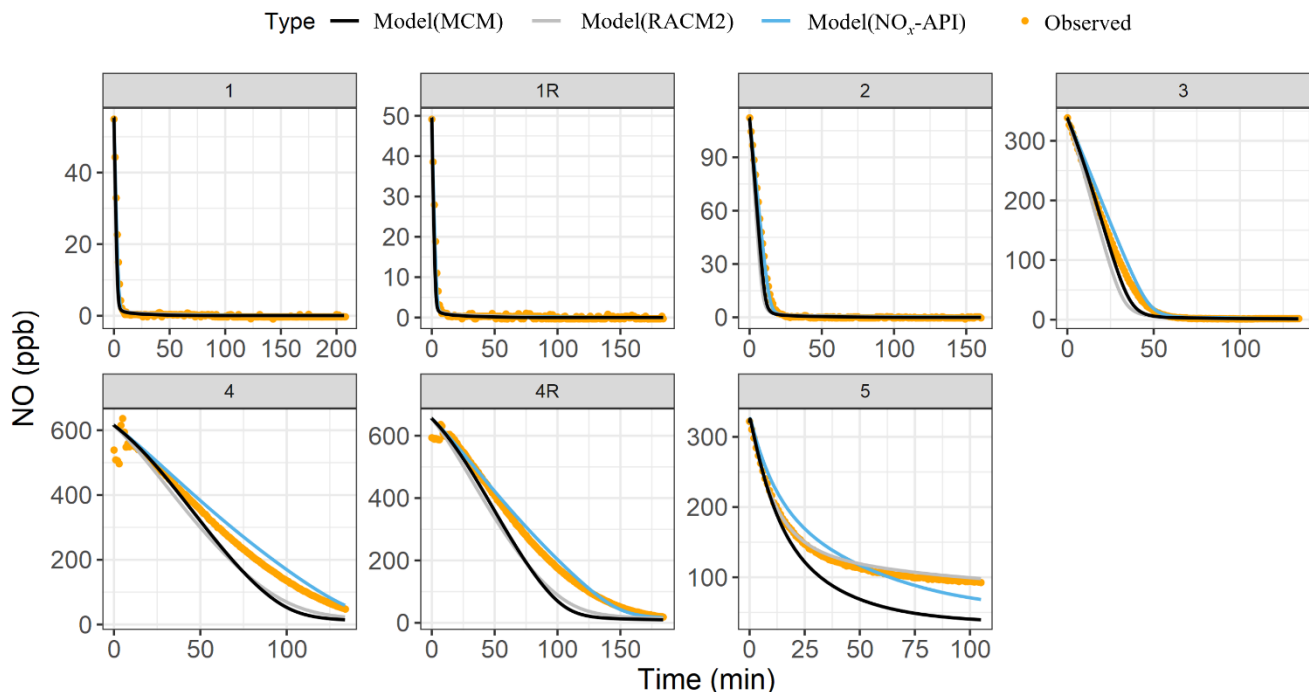 Type Model(MCM) Model(RACM2) Model(NOx-API) Observed
1 1R 2 3
40 20 0
50 40 30 20 10 0
90 60 30 0
300 200 100 0
0 50 100 150 200
0 50 100 150
0 50 100 150
0 50 100
4 4R 5
600 400 200 0
600 400 200 0
300 200 100
0 50 100
0 50 100 150
0 25 50 75 100
NO (ppb)
Time (min)